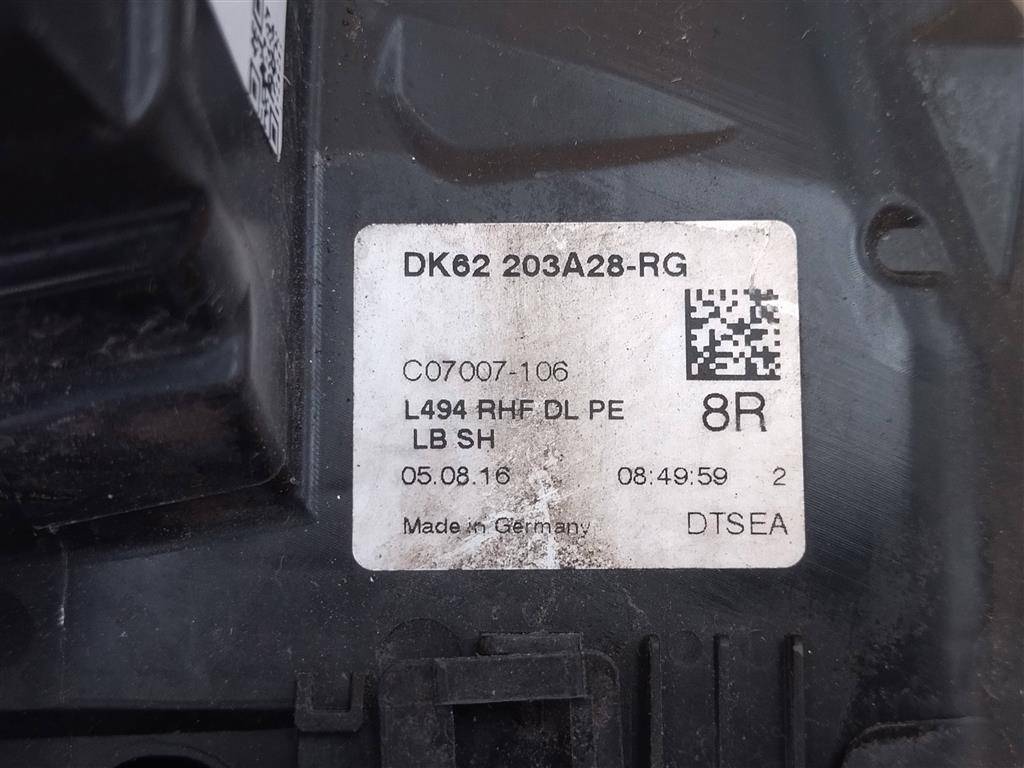 DK62 203A28-RG
C07007-106
L494 RHF DL PE
LB SH
8R
05.08.16 08:49:59 2
Made in Germany DTSEA